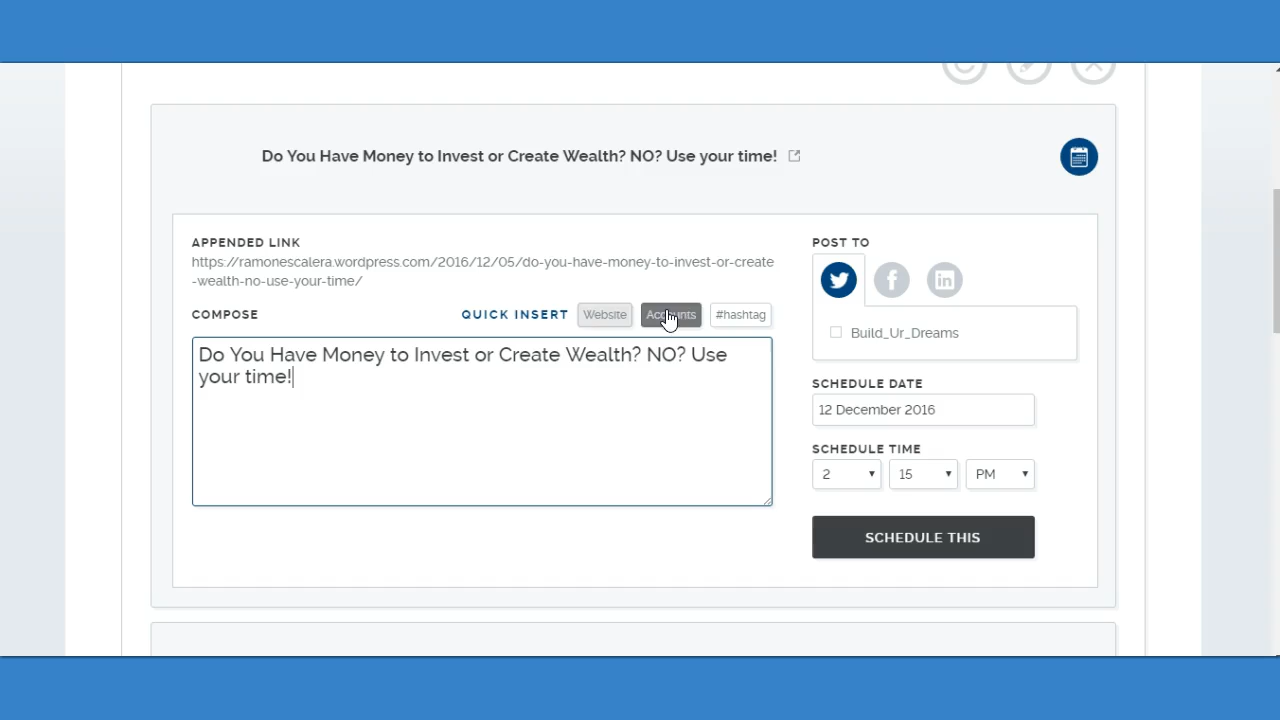 Do You Have Money to Invest or Create Wealth? NO? Use your time!
APPENDED LINK
https://ramonescalera.wordpress.com/2016/12/05/do-you-have-money-to-invest-or-create
-wealth-no-use-your-time/
COMPOSE
QUICK INSERT
Website
Accounts
#hashtag
Do You Have Money to Invest or Create Wealth? NO? Use
your time!
POST TO
Build_Ur_Dreams
SCHEDULE DATE
12 December 2016
SCHEDULE TIME
2
15
PM
SCHEDULE THIS